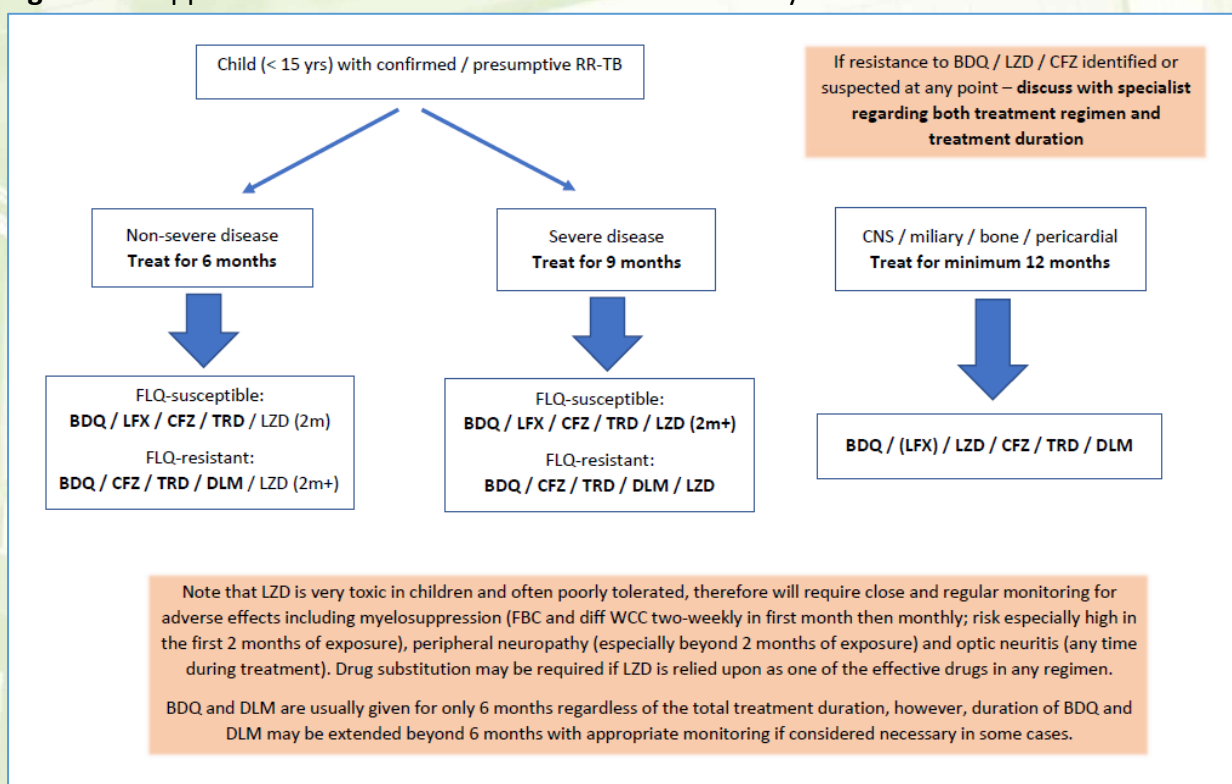 Child (< 15 yrs) with confirmed / presumptive RR-TB
If resistance to BDQ / LZD / CFZ identified or
suspected at any point – discuss with specialist
regarding both treatment regimen and
treatment duration
Non-severe disease
Treat for 6 months
Severe disease
Treat for 9 months
CNS / miliary / bone / pericardial
Treat for minimum 12 months
FLQ-susceptible:
BDQ / LFX / CFZ / TRD / LZD (2m)
FLQ-resistant:
BDQ / CFZ / TRD / DLM / LZD (2m+)
FLQ-susceptible:
BDQ / LFX / CFZ / TRD / LZD (2m+)
FLQ-resistant:
BDQ / CFZ / TRD / DLM / LZD
BDQ / (LFX) / LZD / CFZ / TRD / DLM
Note that LZD is very toxic in children and often poorly tolerated, therefore will require close and regular monitoring for
adverse effects including myelosuppression (FBC and diff WCC two-weekly in first month then monthly; risk especially high in
the first 2 months of exposure), peripheral neuropathy (especially beyond 2 months of exposure) and optic neuritis (any time
during treatment). Drug substitution may be required if LZD is relied upon as one of the effective drugs in any regimen.
BDQ and DLM are usually given for only 6 months regardless of the total treatment duration, however, duration of BDQ and
DLM may be extended beyond 6 months with appropriate monitoring if considered necessary in some cases.